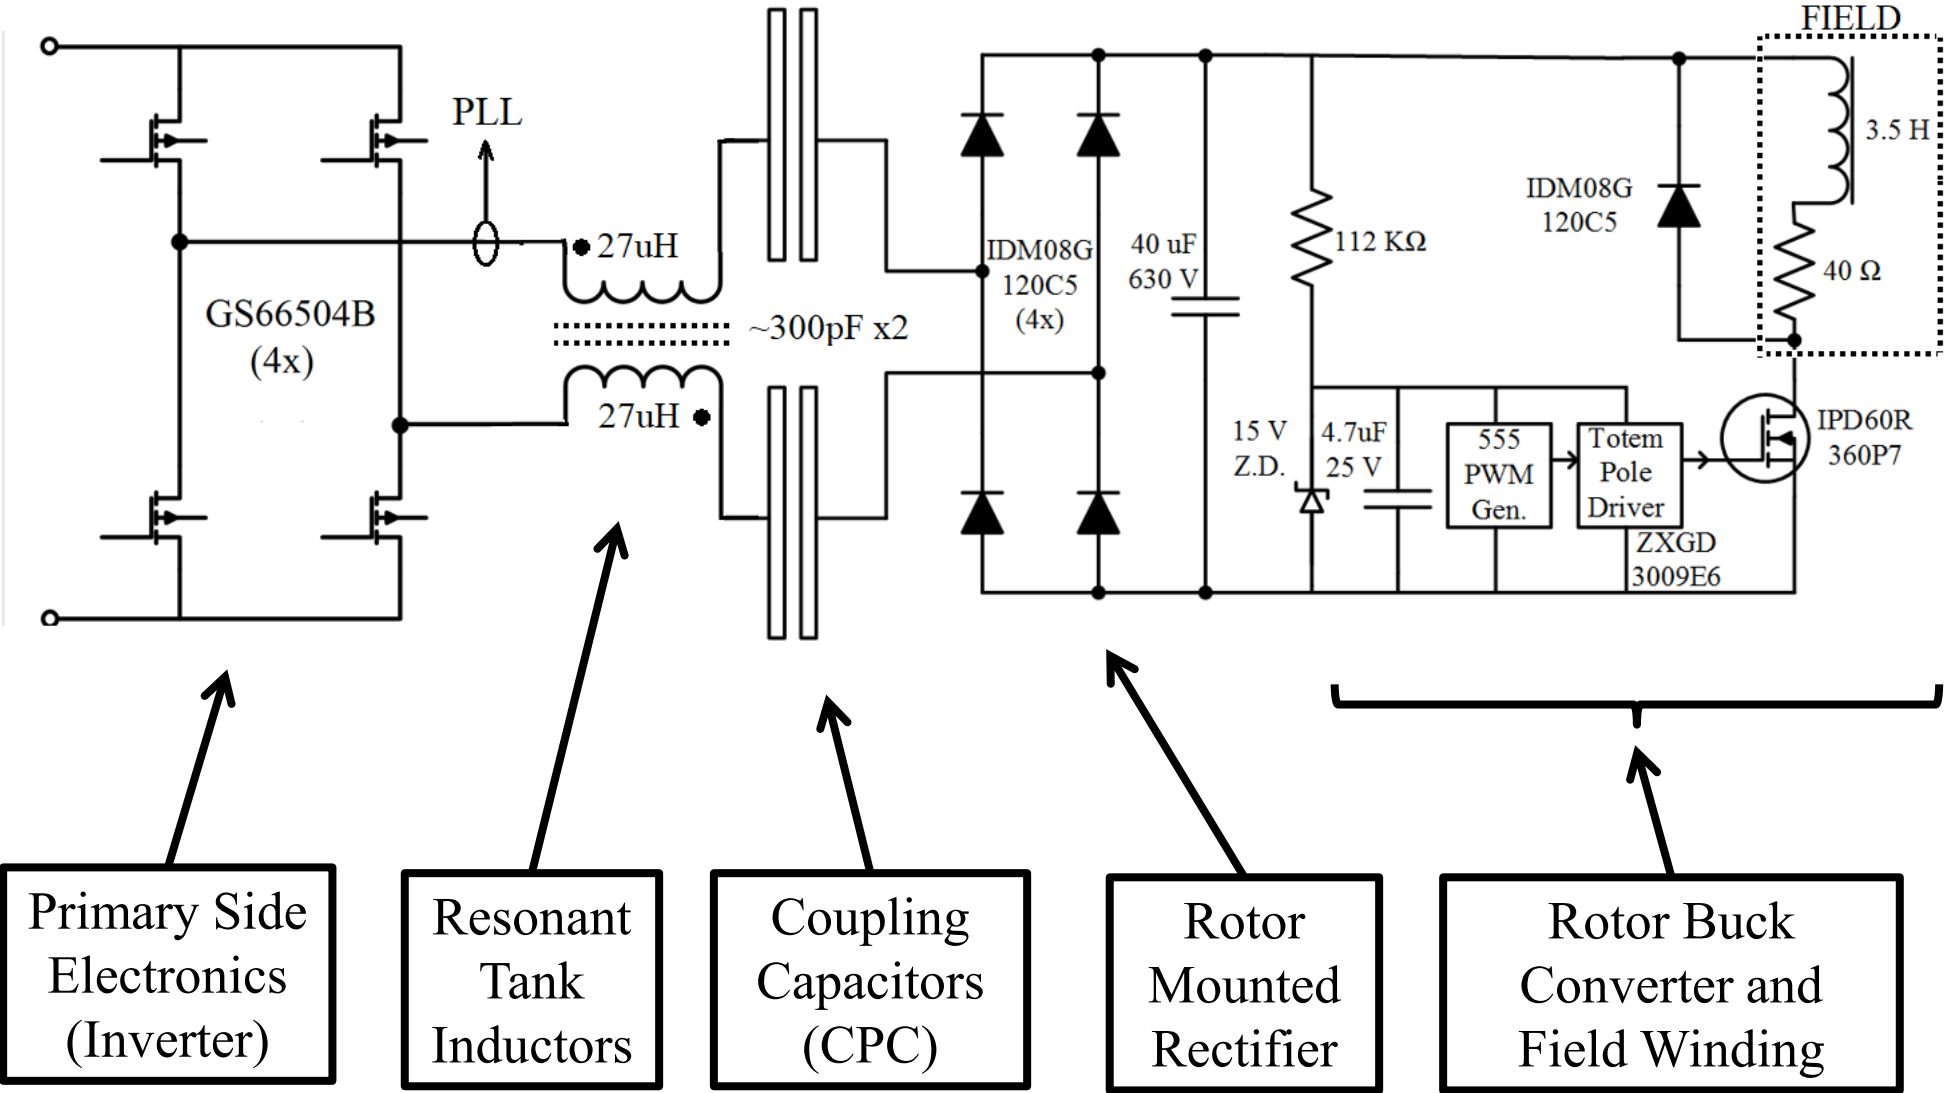 FIELD
PLL
3.5 H
IDM08G
120C5
27uH
IDM08G
120C5
(4x)
40 uF
630 V
112 KΩ
40 Ω
GS66504B
(4x)
~300pF x2
27uH
15 V
Z.D.
4.7uF
25 V
555
PWM
Gen.
Totem
Pole
Driver
IPD60R
360P7
ZXGD
3009E6
Primary Side
Electronics
(Inverter)
Resonant
Tank
Inductors
Coupling
Capacitors
(CPC)
Rotor
Mounted
Rectifier
Rotor Buck
Converter and
Field Winding